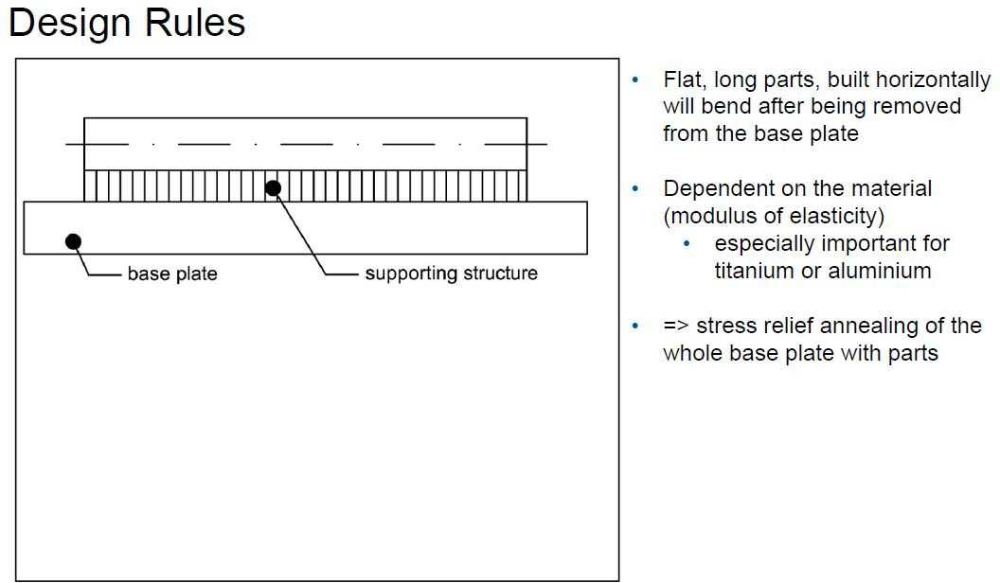 Design Rules
base plate
supporting structure
• Flat, long parts, built horizontally
will bend after being removed
from the base plate
• Dependent on the material
(modulus of elasticity)
• especially important for
titanium or aluminium
• => stress relief annealing of the
whole base plate with parts